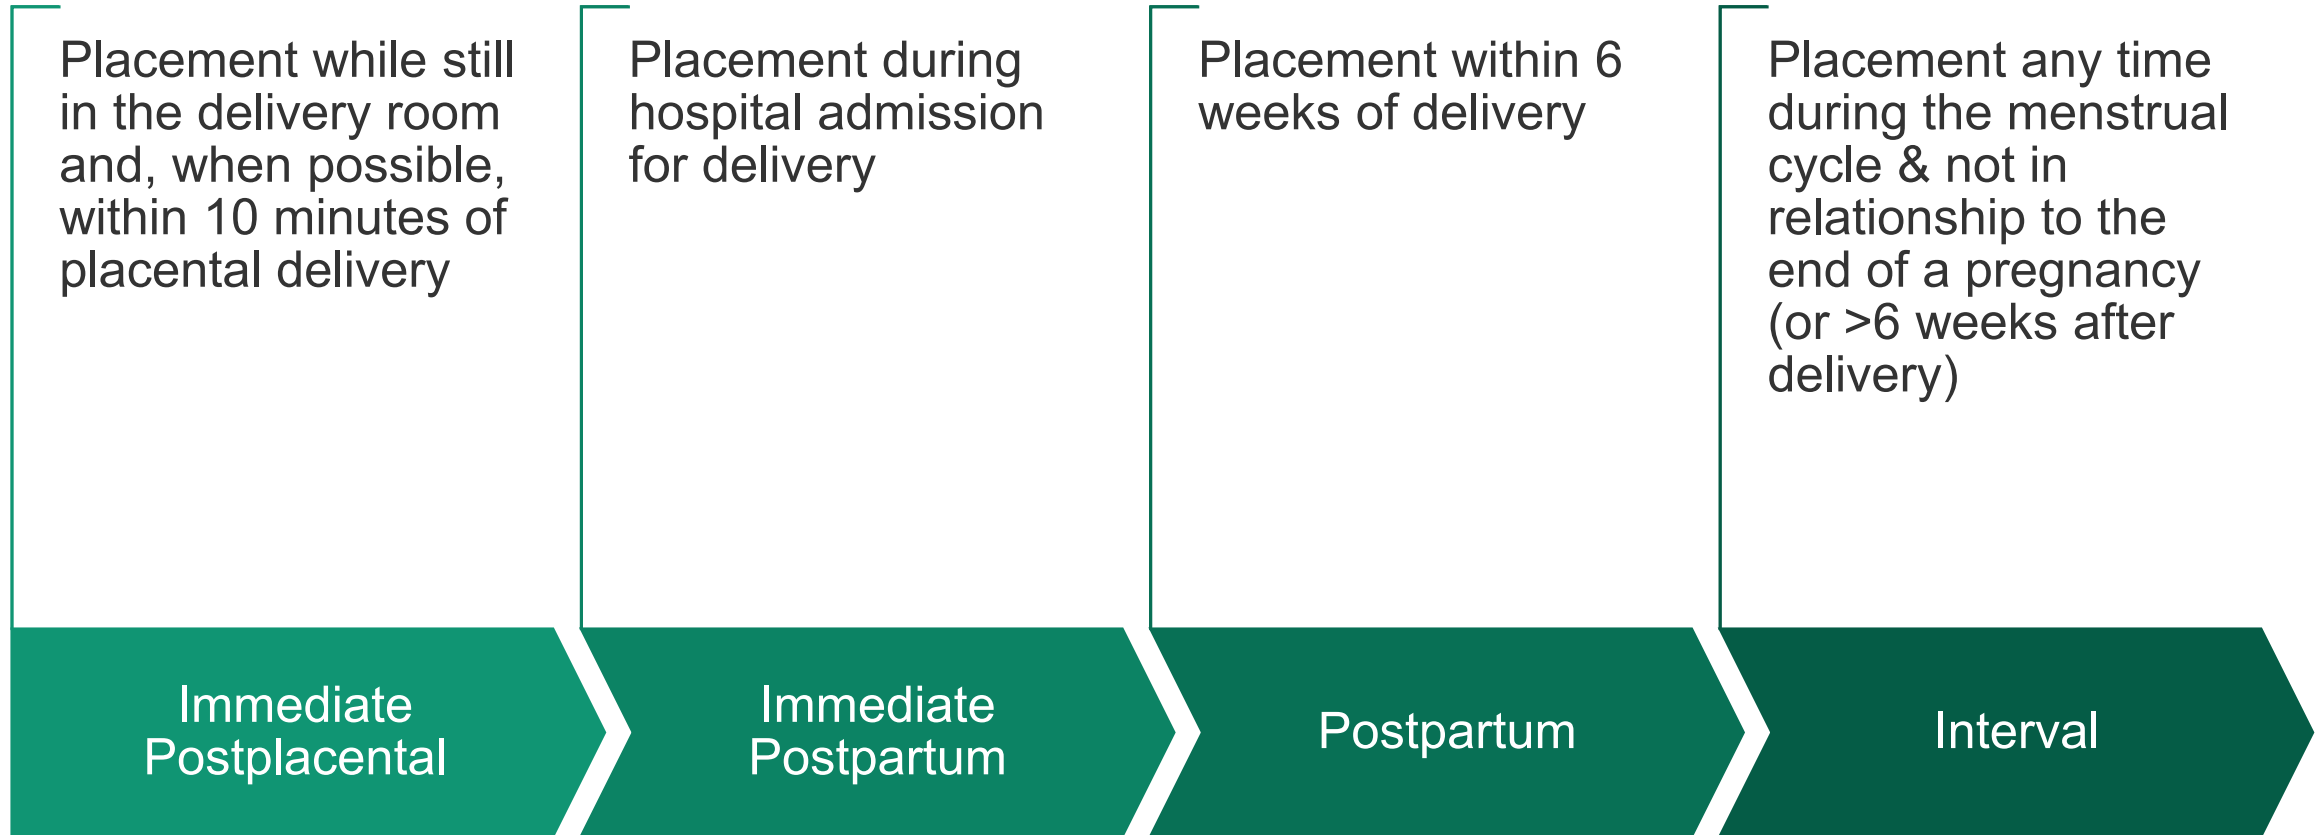 Placement while still
in the delivery room
and, when possible,
within 10 minutes of
placental delivery
Placement during
hospital admission
for delivery
Placement within 6
weeks of delivery
Placement any time
during the menstrual
cycle & not in
relationship to the
end of a pregnancy
(or >6 weeks after
delivery)
Immediate
Postplacental
Immediate
Postpartum
Postpartum
Interval